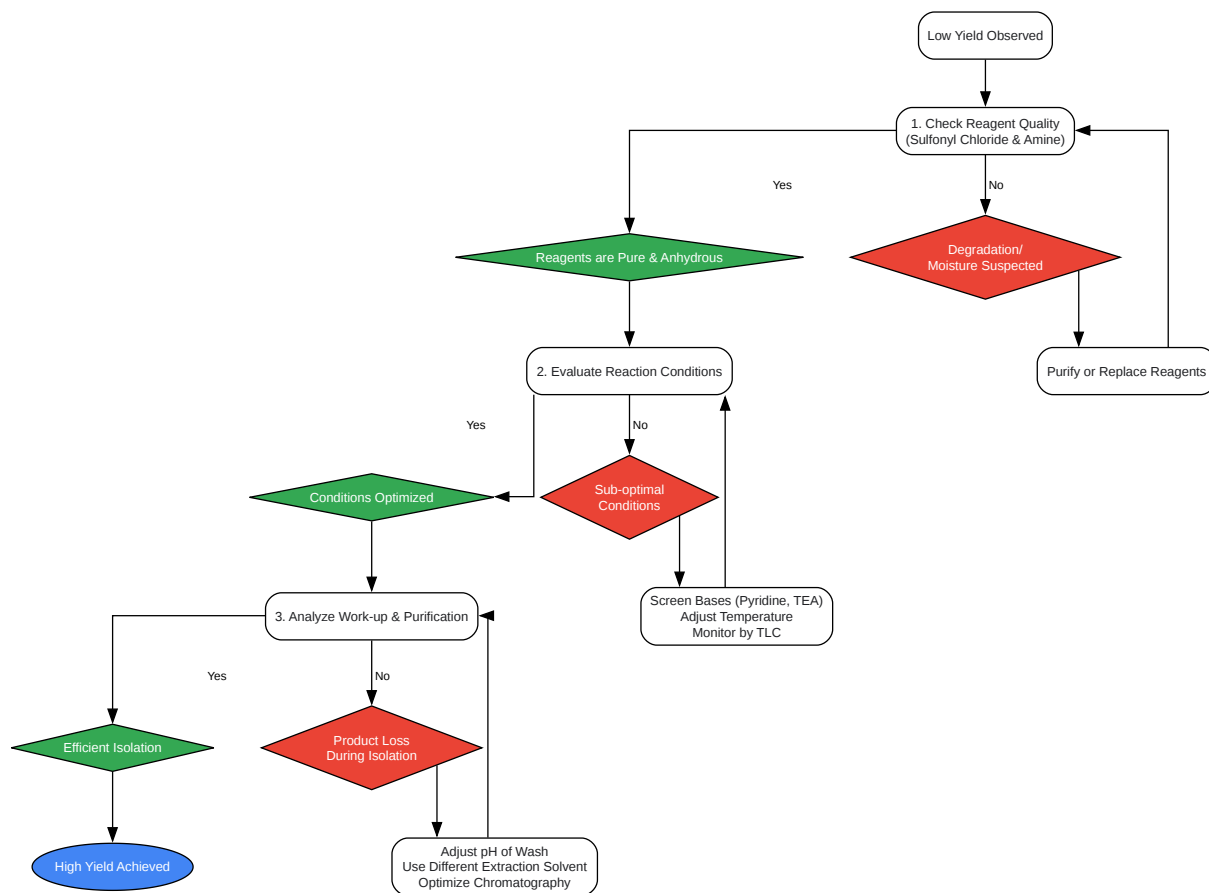 Low Yield Observed
1. Check Reagent Quality
(Sulfonyl Chloride & Amine)
Yes
No
Reagents are Pure & Anhydrous
Degradation/
Moisture Suspected
2. Evaluate Reaction Conditions
Purify or Replace Reagents
Yes
No
Conditions Optimized
Sub-optimal
Conditions
3. Analyze Work-up & Purification
Screen Bases (Pyridine, TEA)
Adjust Temperature
Monitor by TLC
Yes
No
Efficient Isolation
Product Loss
During Isolation
High Yield Achieved
Adjust pH of Wash
Use Different Extraction Solvent
Optimize Chromatography